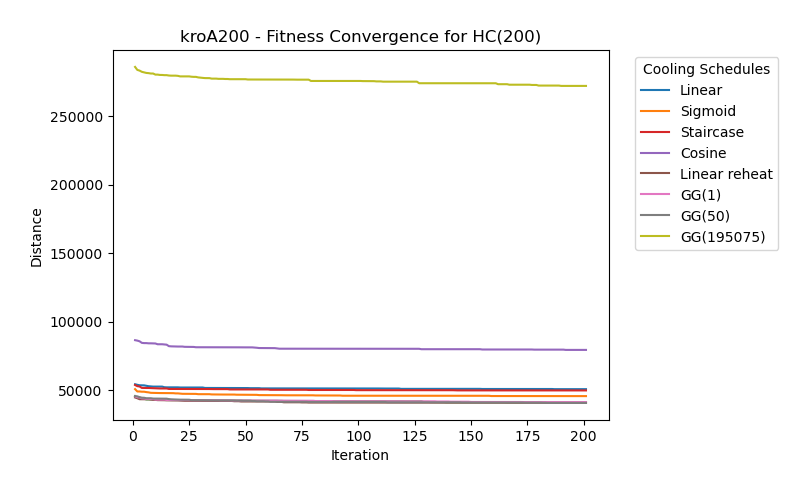 kroA200 - Fitness Convergence for HC(200)
Distance
250000
200000
150000
100000
50000
0
25
50
75
100
125
150
175
200
Iteration
Cooling Schedules
Linear
Sigmoid
Staircase
Cosine
Linear reheat
GG(1)
GG(50)
GG(195075)